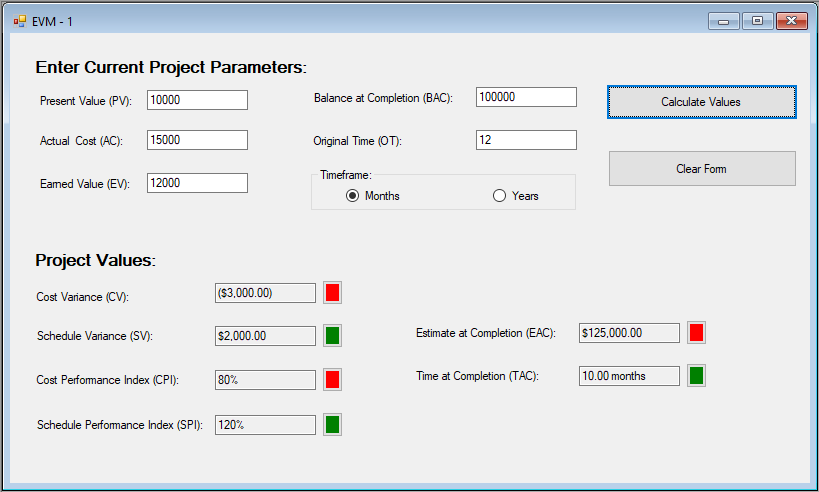 EVM - 1
Enter Current Project Parameters:
Present Value (PV): 10000
Balance at Completion (BAC): 100000
Calculate Values
Actual Cost (AC): 15000
Original Time (OT): 12
Clear Form
Earned Value (EV): 12000
Timeframe:
Months Years
Project Values:
Cost Variance (CV): ($3,000.00)
Schedule Variance (SV): $2,000.00
Estimate at Completion (EAC): $125,000.00
Cost Performance Index (CPI): 80%
Time at Completion (TAC): 10.00 months
Schedule Performance Index (SPI): 120%